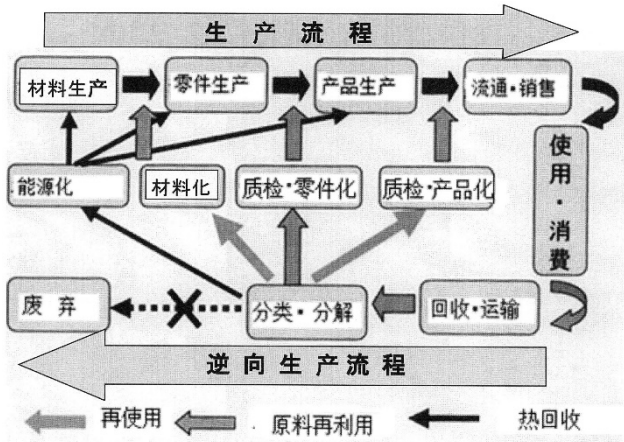 生产流程
材料生产 零件生产 产品生产 流通·销售
使用·消费
.能源化 材料化 质检·零件化 质检·产品化
废 弃 分类·分解 回收·运输
逆向生产流程
再使用 原料再利用 热回收